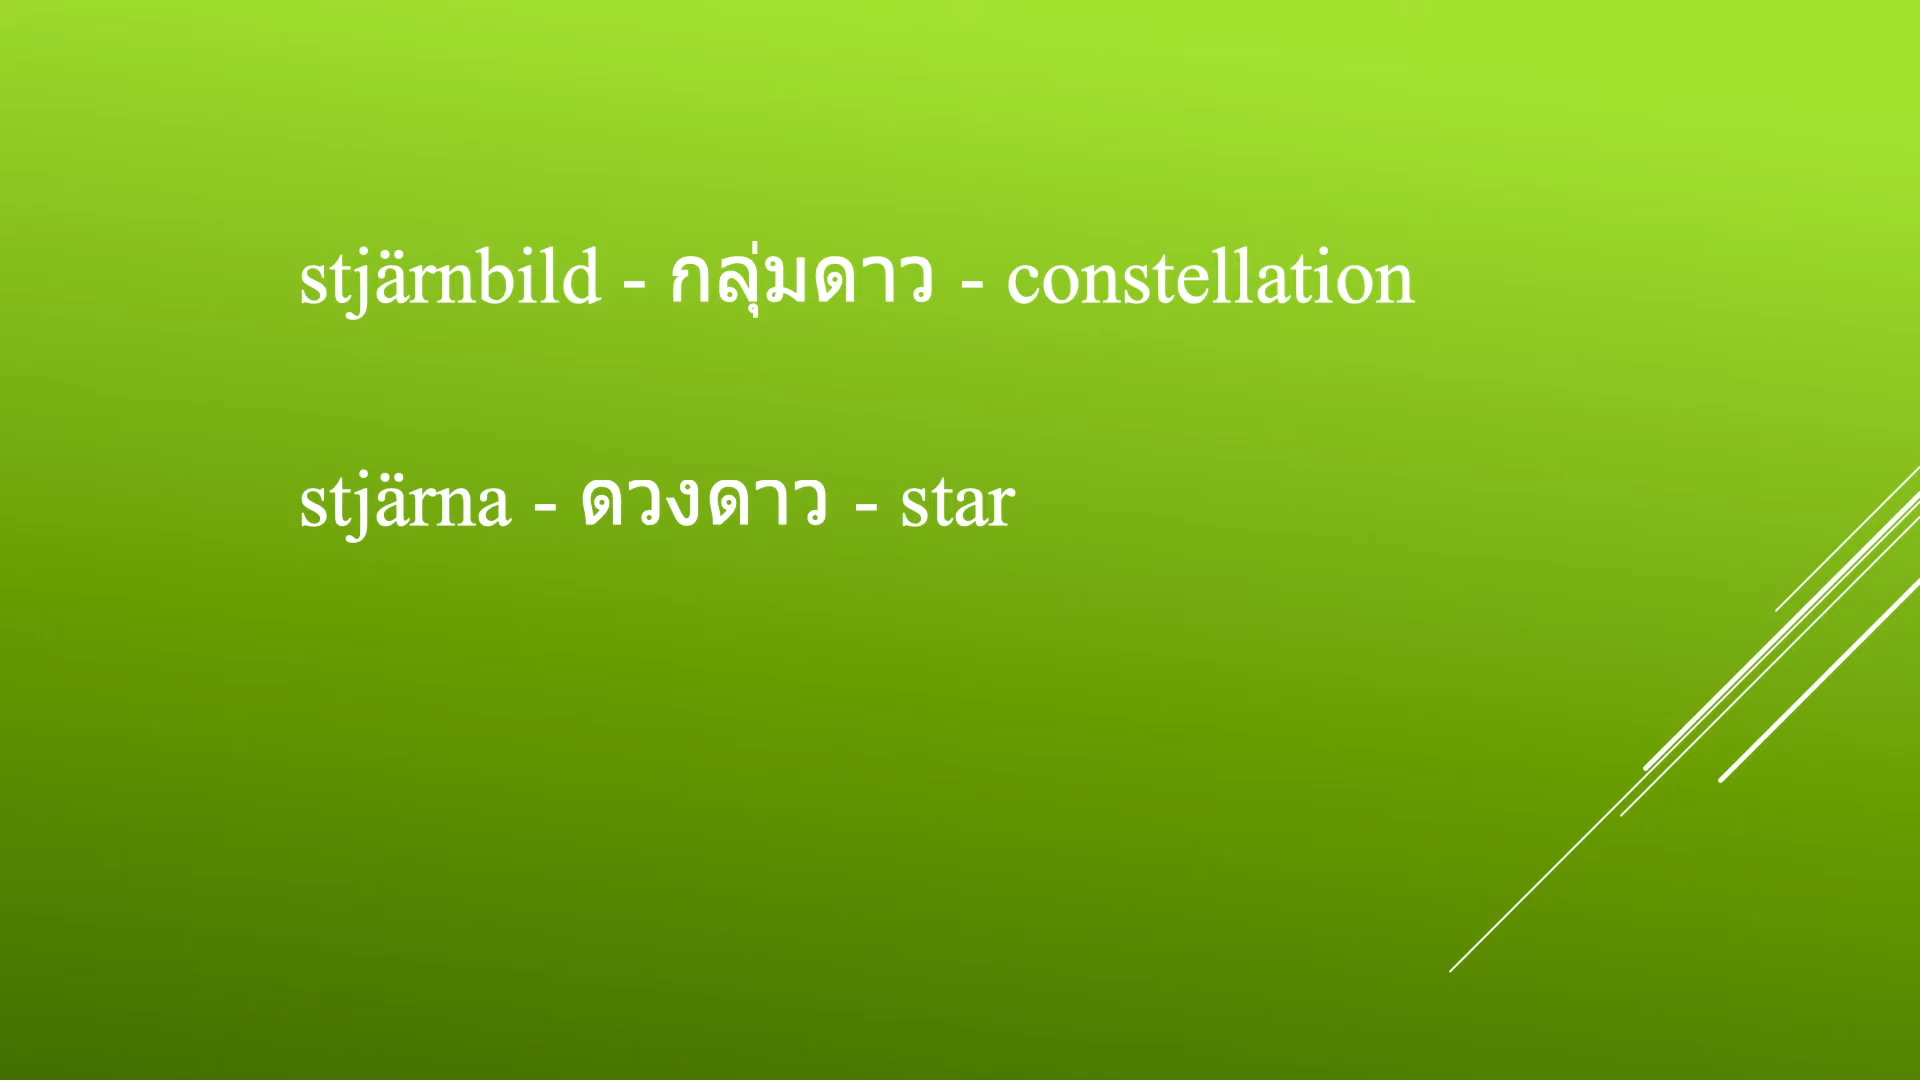 stjärnbild - กลุ่มดาว - constellation
stjärna - ดวงดาว - star